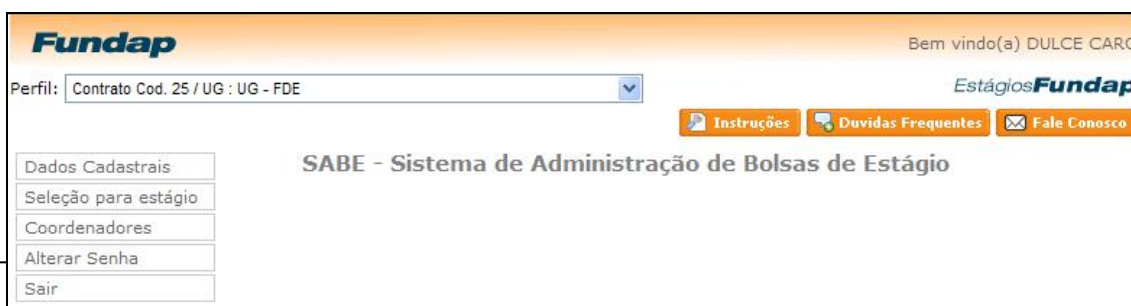 Fundap
Bem vindo(a) DULCE
Perfil: Contrato Cod. 25 / UG : UG - FDE
EstágiosFundap
Instruções Duvidas Frequentes Fale Conosco
SABE - Sistema de Administração de Bolsas de Estágio
Dados Cadastrais
Seleção para estágio
Coordenadores
Alterar Senha
Sair